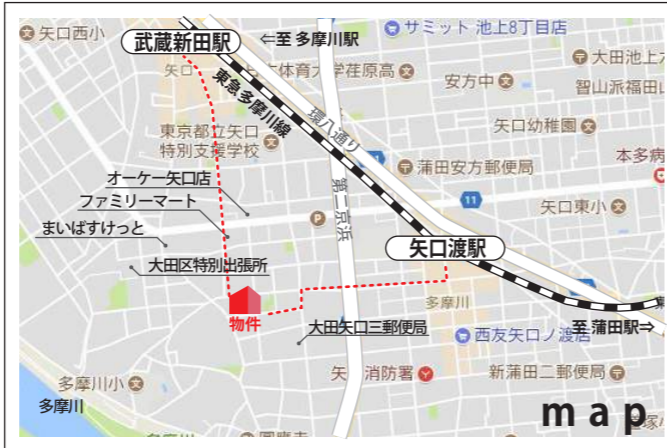 矢口西小
武蔵新田駅
⇐至 多摩川駅
サミット 池上8丁目店
大田池上
矢口
体育大学荏原高
安方中
智山派福田山
東急多摩川線
環八通り
東京都立矢口
特別支援学校
矢口幼稚園
蒲田安方郵便局
本多病
オーケー矢口店
ファミリーマート
まいばすけっと
大田区特別出張所
第二京浜
P
11
矢口東小
矢口渡駅
物件
多摩川
大田矢口三郵便局
西友矢口ノ渡店
至 蒲田駅⇒
多摩川小
多摩川
矢
消防署
新蒲田二郵便局
map